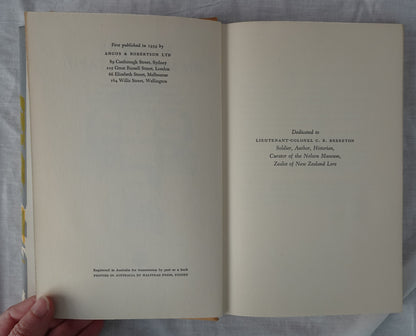 First published in 1959 by
ANGUS & ROBERTSON LTD
89 Castlereagh Street, Sydney
105 Great Russell Street, London
66 Elizabeth Street, Melbourne
164 Willis Street, Wellington
Registered in Australia for transmission by post as a book
PRINTED IN AUSTRALIA BY HALSTEAD PRESS, SYDNEY
Dedicated to
LIEUTENANT-COLONEL C. B. BRERETON
Soldier, Author, Historian,
Curator of the Nelson Museum,
Zealot of New Zealand Lore